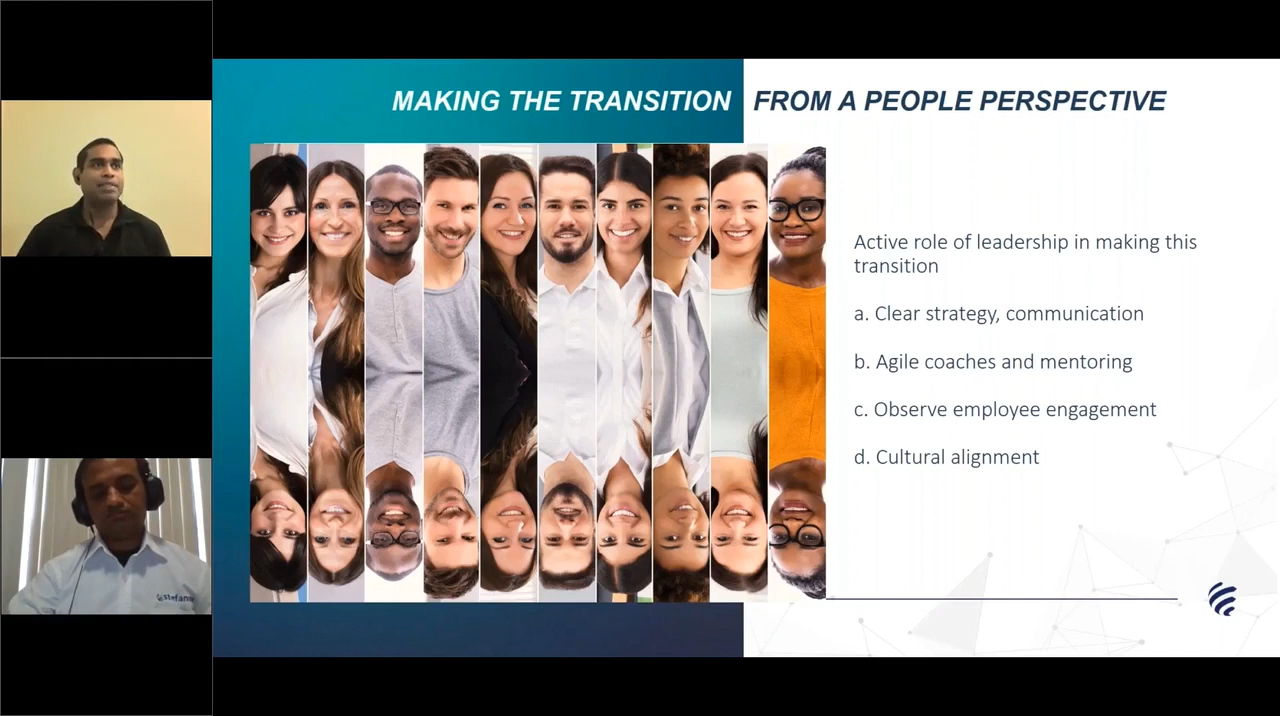 MAKING THE TRANSITION FROM A PEOPLE PERSPECTIVE
Active role of leadership in making this
transition
a. Clear strategy, communication
b. Agile coaches and mentoring
c. Observe employee engagement
d. Cultural alignment